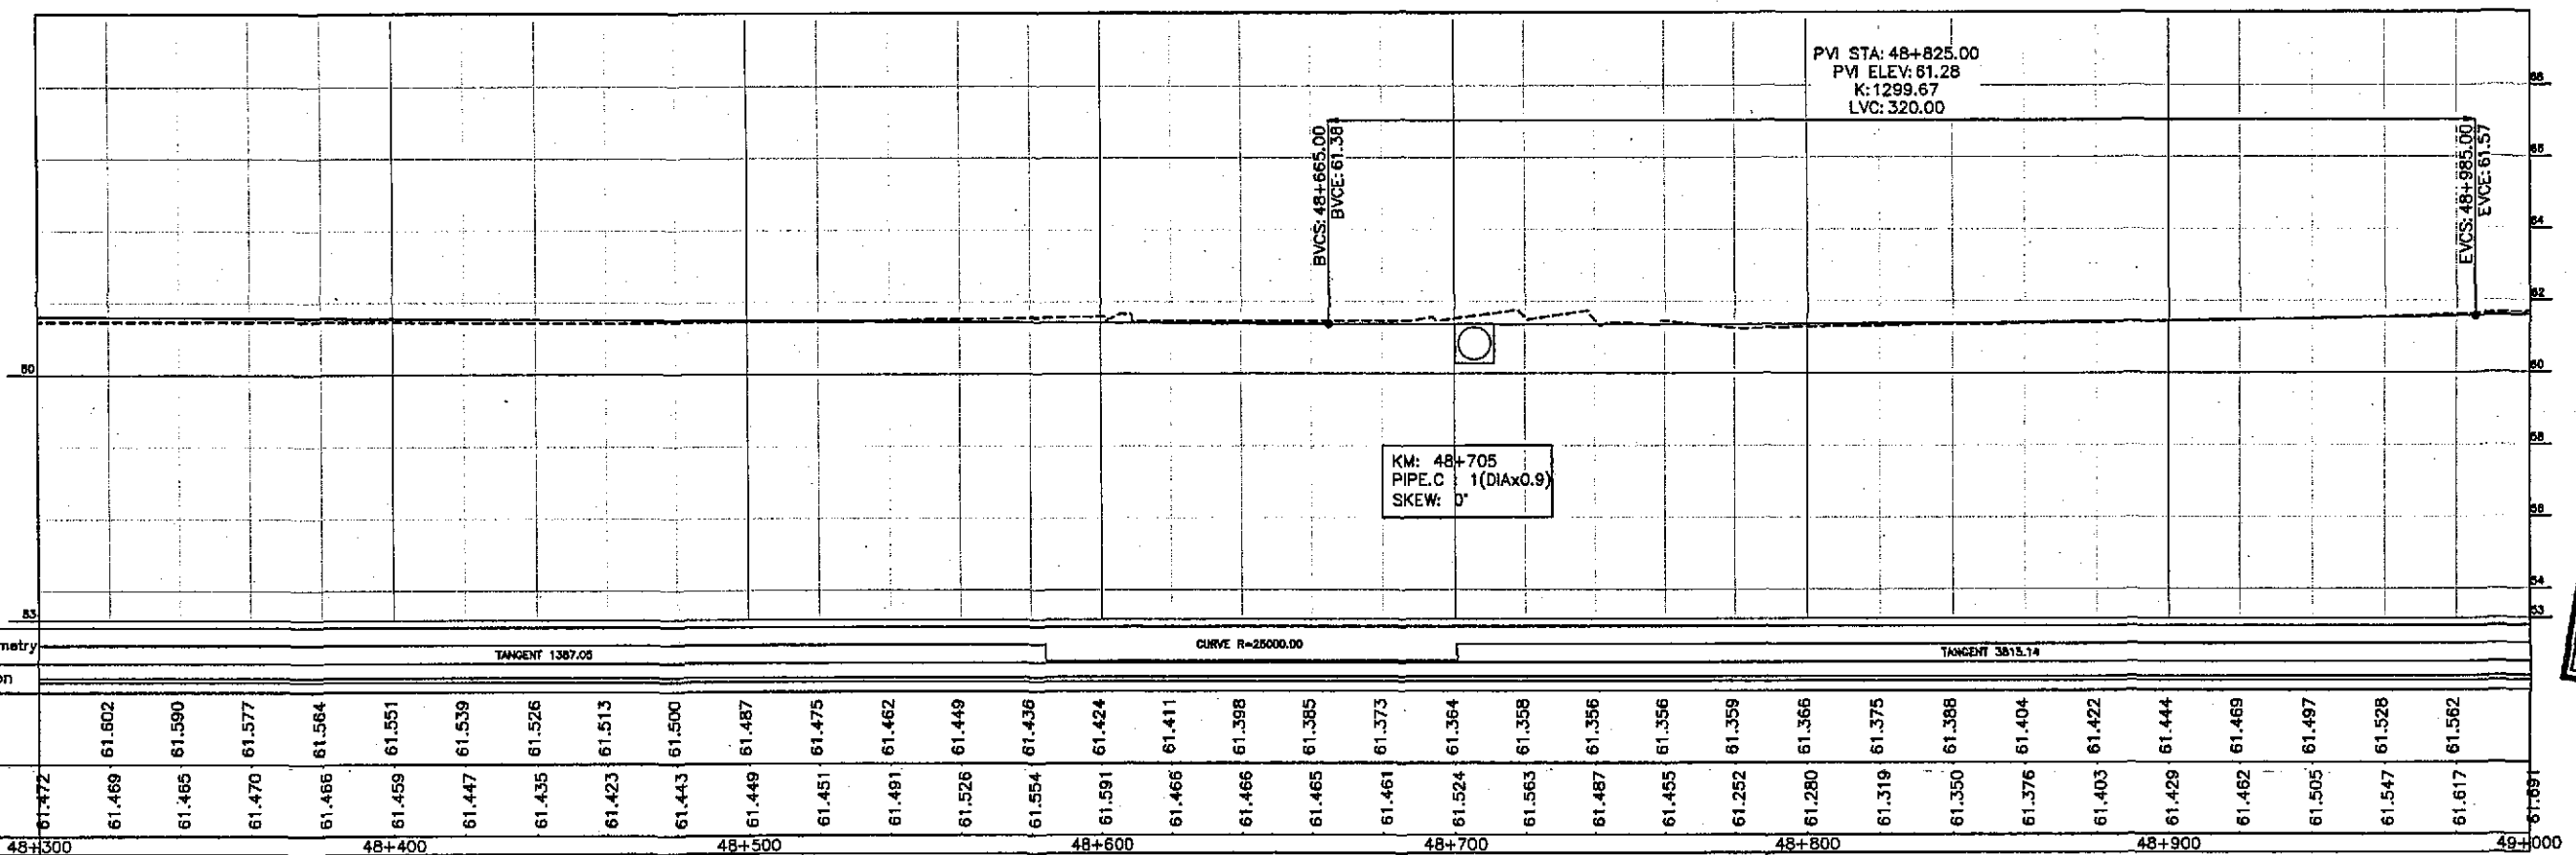 PVI STA: 48+825.00
PVI ELEV: 61.28
K: 1299.67
LVC: 320.00
BVCS: 48+665.00
BVCE: 61.38
EVCS: 48+985.00
EVCE: 61.57
68
66
64
62
60
60
58
56
54
53
53
KM: 48+705
PIPE.C : 1(DIAx0.9)
SKEW: 0°
metry
TANGENT 1387.05
CURVE R=25000.00
TANGENT 3815.14
on
61.602 61.590 61.577 61.564 61.551 61.539 61.526 61.513 61.500 61.487 61.475 61.462 61.449 61.436 61.424 61.411 61.398 61.385 61.373 61.364 61.358 61.356 61.356 61.359 61.366 61.375 61.388 61.404 61.422 61.444 61.469 61.497 61.528 61.562
61.472 61.469 61.465 61.470 61.466 61.459 61.447 61.435 61.423 61.443 61.449 61.451 61.491 61.526 61.554 61.591 61.466 61.466 61.465 61.461 61.524 61.563 61.487 61.455 61.252 61.280 61.319 61.350 61.376 61.403 61.429 61.462 61.505 61.547 61.617 61.691
48+300 48+400 48+500 48+600 48+700 48+800 48+900 49+000